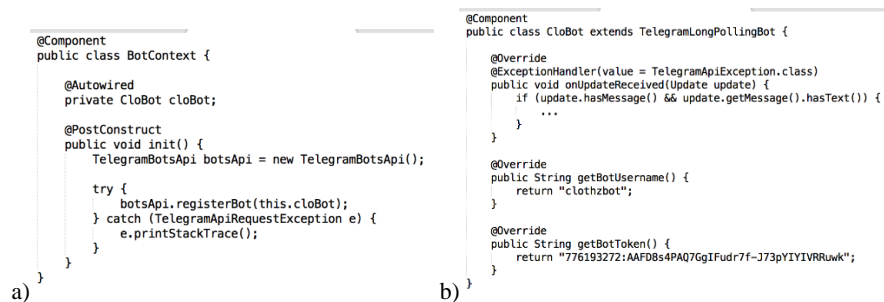 @Component
public class BotContext {
@Autowired
private CloBot cloBot;
@PostConstruct
public void init() {
TelegramBotsApi botsApi = new TelegramBotsApi();
try {
botsApi.registerBot(this.cloBot);
} catch (TelegramApiRequestException e) {
e.printStackTrace();
}
}
}
a)
@Component
public class CloBot extends TelegramLongPollingBot {
@Override
@ExceptionHandler(value = TelegramApiException.class)
public void onUpdateReceived(Update update) {
if (update.hasMessage() && update.getMessage().hasText()) {
...
}
}
@Override
public String getBotUsername() {
return "clothzbot";
}
@Override
public String getBotToken() {
return "776193272:AAFD8s4PAQ7GgIFudr7f-J73pYIYIVRRuwk";
}
}
b)